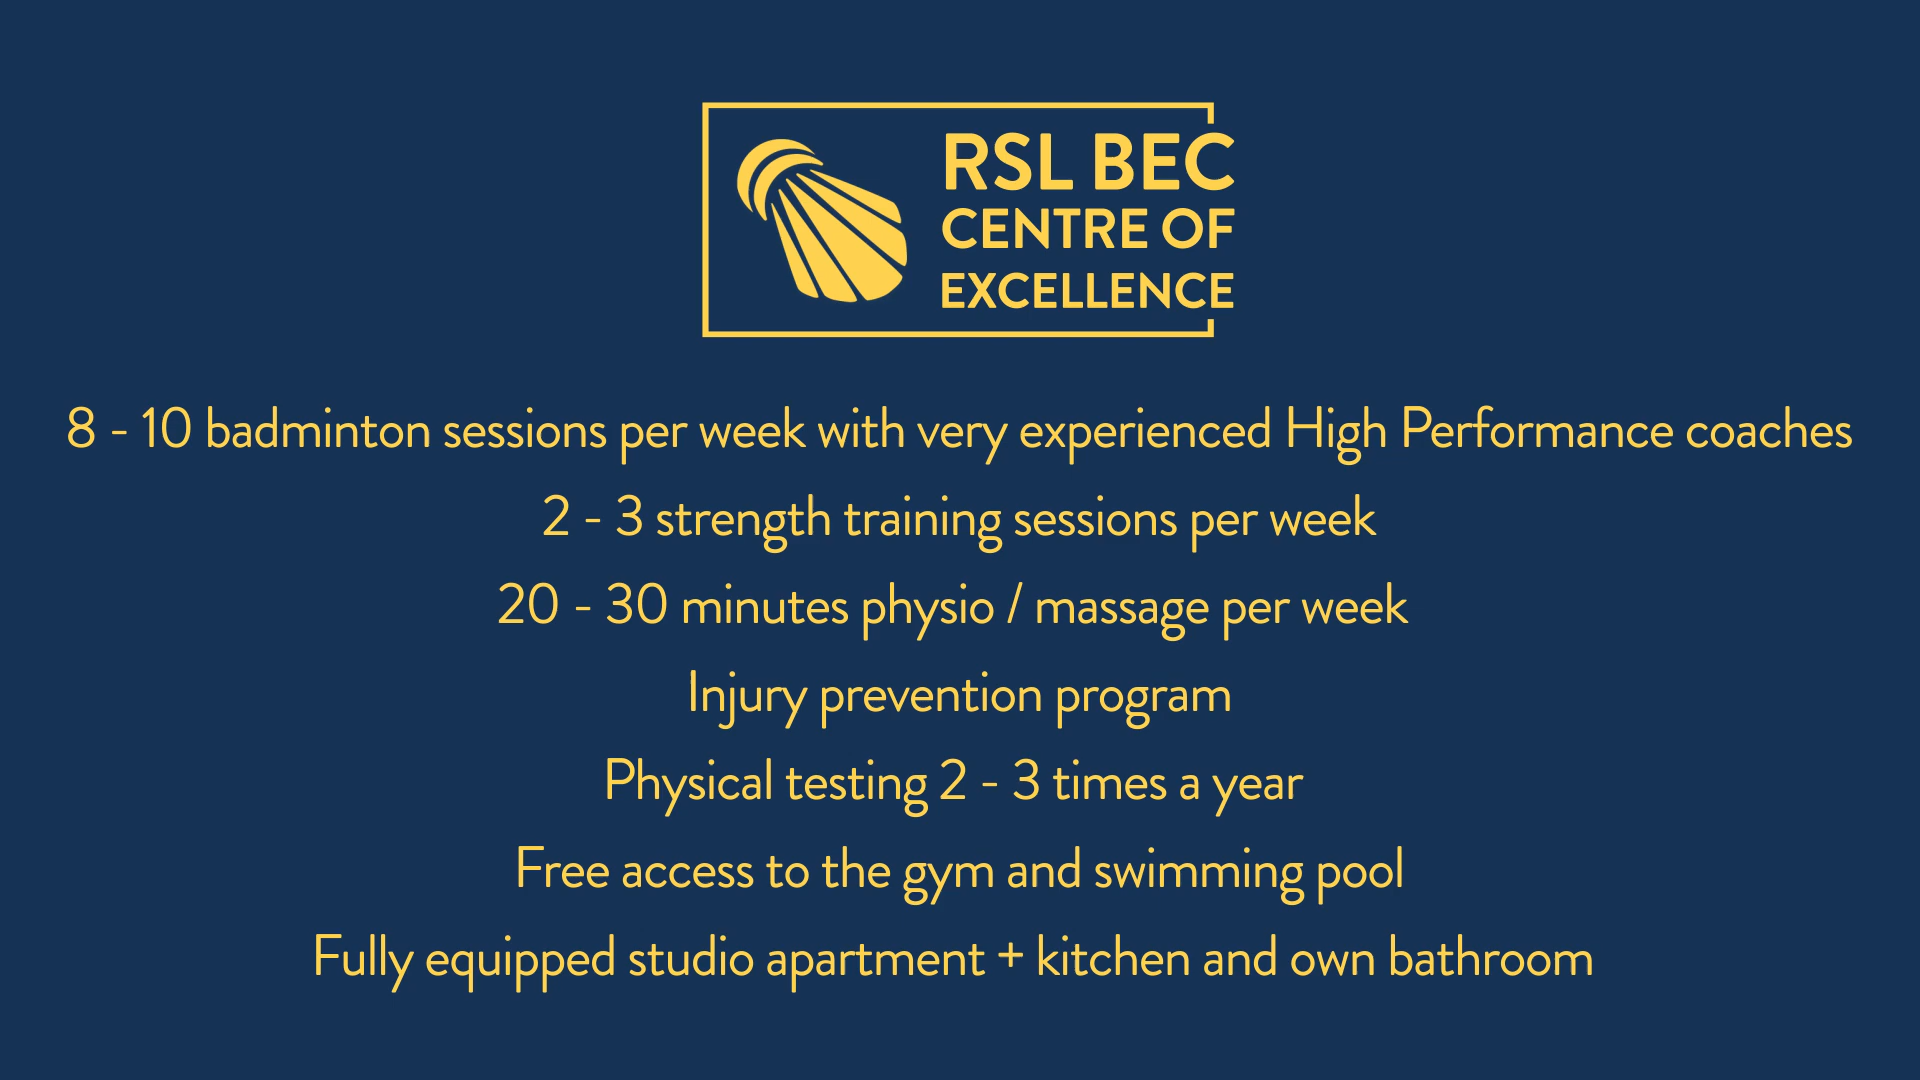 RSL BEC
CENTRE OF
EXCELLENCE
8 - 10 badminton sessions per week with very experienced High Performance coaches
2 - 3 strength training sessions per week
20 - 30 minutes physio / massage per week
Injury prevention program
Physical testing 2 - 3 times a year
Free access to the gym and swimming pool
Fully equipped studio apartment + kitchen and own bathroom